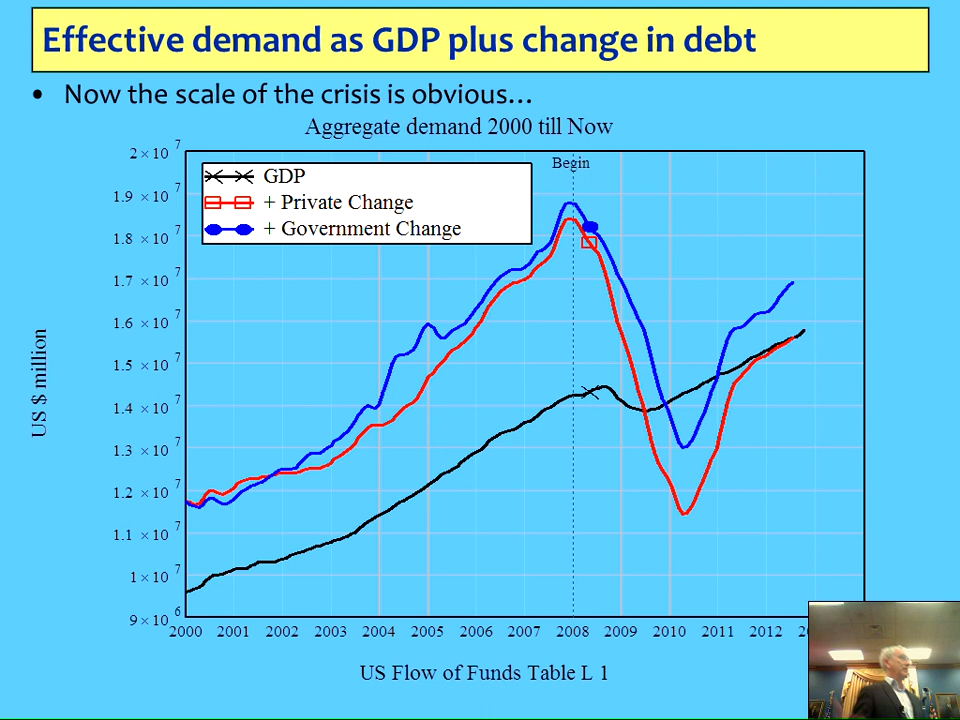 Effective demand as GDP plus change in debt
• Now the scale of the crisis is obvious…
Aggregate demand 2000 till Now
Begin
GDP
+ Private Change
+ Government Change
2 × 10 7
1.9 × 10 7
1.8 × 10 7
1.7 × 10 7
1.6 × 10 7
1.5 × 10 7
1.4 × 10 7
1.3 × 10 7
1.2 × 10 7
1.1 × 10 7
1 × 10 7
9 × 10 6
US $ million
2000 2001 2002 2003 2004 2005 2006 2007 2008 2009 2010 2011 2012
US Flow of Funds Table L 1